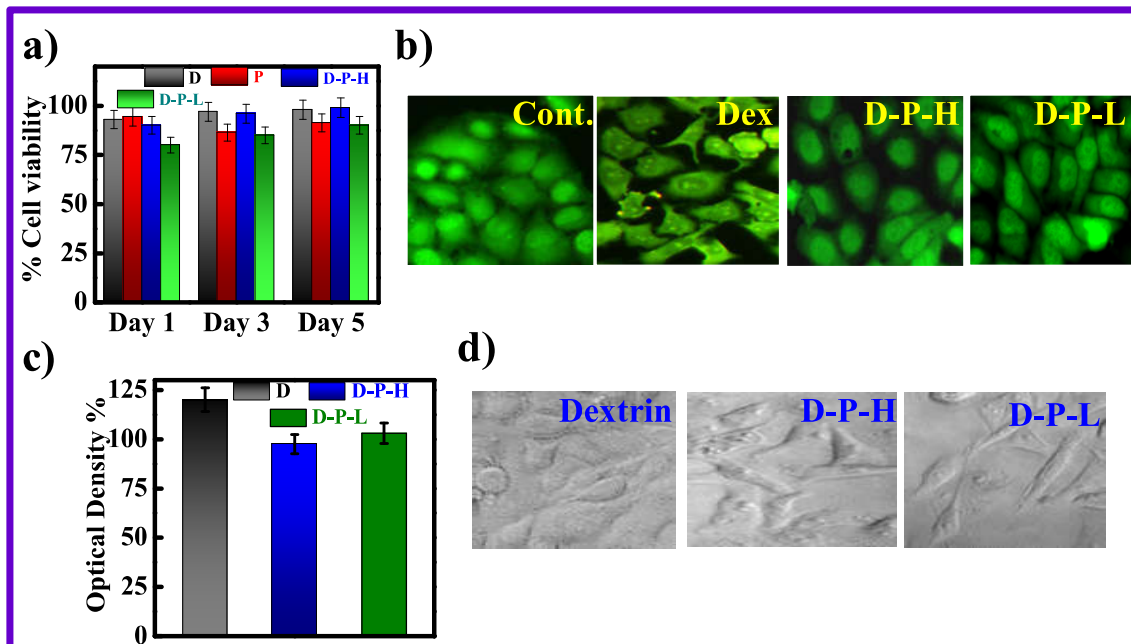 a)
D P D-P-H
D-P-L
% Cell viability
100
75
50
25
0
Day 1 Day 3 Day 5
b)
Cont. Dex D-P-H D-P-L
c)
D D-P-H
D-P-L
Optical Density %
125
100
75
50
25
0
d)
Dextrin D-P-H D-P-L